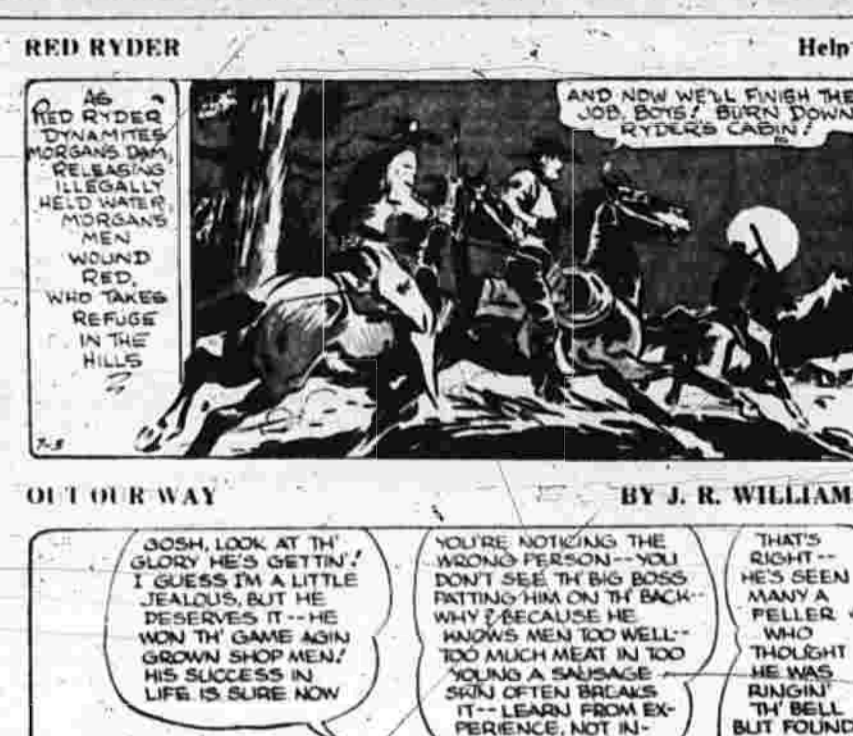 RED RYDER
AS
RED RYDER
DYNAMITES
MORGAN'S DAM,
RELEASING
ILLEGALLY
HELD WATER,
MORGAN'S
MEN
WOUND
RED,
WHO TAKES
REFUGE
IN THE
HILLS
7-3
AND NOW WE'LL FINISH THE
JOB, BOYS! BURN DOWN
RYDER'S CABIN!
OUT OUR WAY
BY J. R. WILLIAM
GOSH, LOOK AT TH'
GLORY HE'S GETTIN'!
I GUESS I'M A LITTLE
JEALOUS, BUT HE
DESERVES IT--HE
WON TH' GAME AGIN
GROWN SHOP MEN!
HIS SUCCESS IN
LIFE IS SURE NOW
YOU'RE NOTICING THE
WRONG PERSON--YOU
DON'T SEE TH' BIG BOSS
PATTING HIM ON TH' BACK--
WHY? BECAUSE HE
KNOWS MEN TOO WELL--
TOO MUCH MEAT IN TOO
YOUNG A SAUSAGE
SKIN OFTEN BREAKS
IT--LEARN FROM EX-
PERIENCE, NOT IN-
THAT'S
RIGHT--
HE'S SEEN
MANY A
FELLER
WHO
THOUGHT
HE WAS
RINGIN'
TH' BELL
BUT FOUND